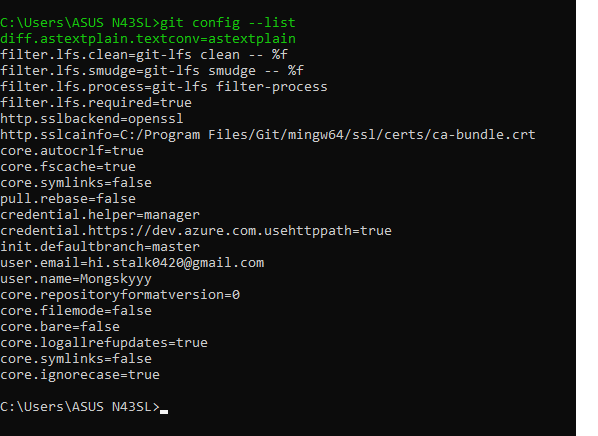 C:\Users\ASUS N43SL>git config --list
diff.astextplain.textconv=astextplain
filter.lfs.clean=git-lfs clean -- %f
filter.lfs.smudge=git-lfs smudge -- %f
filter.lfs.process=git-lfs filter-process
filter.lfs.required=true
http.sslbackend=openssl
http.sslcainfo=C:/Program Files/Git/mingw64/ssl/certs/ca-bundle.crt
core.autocrlf=true
core.fscache=true
core.symlinks=false
pull.rebase=false
credential.helper=manager
credential.https://dev.azure.com.usehttppath=true
init.defaultbranch=master
user.email=hi.stalk0420@gmail.com
user.name=Mongskyyy
core.repositoryformatversion=0
core.filemode=false
core.bare=false
core.logallrefupdates=true
core.symlinks=false
core.ignorecase=true
C:\Users\ASUS N43SL>